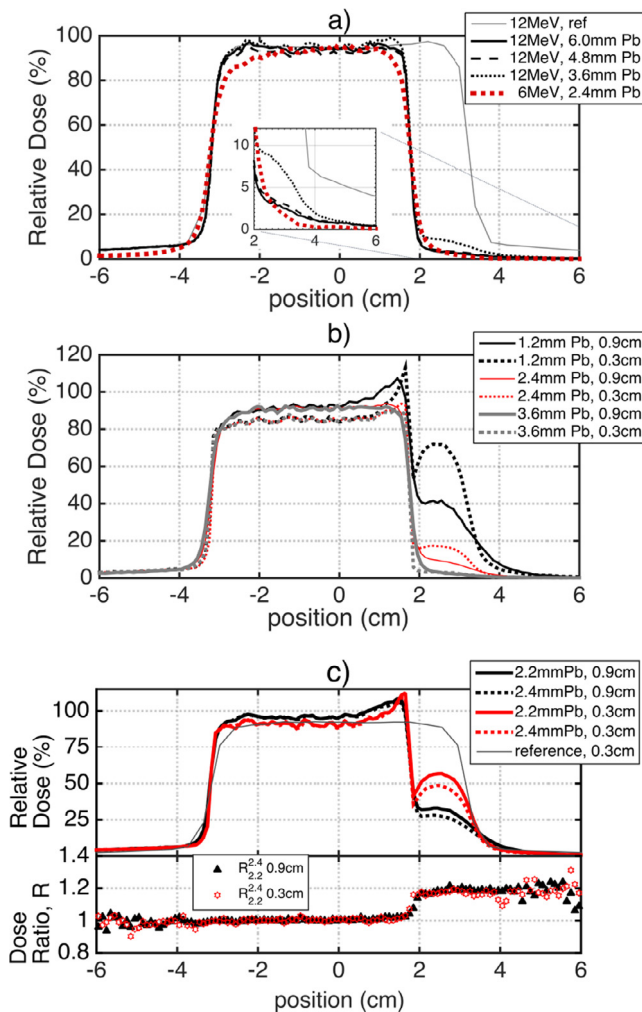 a)
Relative Dose (%)
100
80
60
40
20
0
12MeV, ref
12MeV, 6.0mm Pb
12MeV, 4.8mm Pb
12MeV, 3.6mm Pb
6MeV, 2.4mm Pb
10
5
0
2 4 6
-6 -4 -2 0 2 4 6
position (cm)
b)
Relative Dose (%)
120
100
80
60
40
20
0
1.2mm Pb, 0.9cm
1.2mm Pb, 0.3cm
2.4mm Pb, 0.9cm
2.4mm Pb, 0.3cm
3.6mm Pb, 0.9cm
3.6mm Pb, 0.3cm
-6 -4 -2 0 2 4 6
position (cm)
c)
Relative
Dose (%)
100
75
50
25
2.2mmPb, 0.9cm
2.4mmPb, 0.9cm
2.2mmPb, 0.3cm
2.4mmPb, 0.3cm
reference, 0.3cm
Dose
Ratio, R
1.4
1.2
1
0.8
R 2.4 2.2 0.9cm
R 2.4 2.2 0.3cm
-6 -4 -2 0 2 4 6
position (cm)